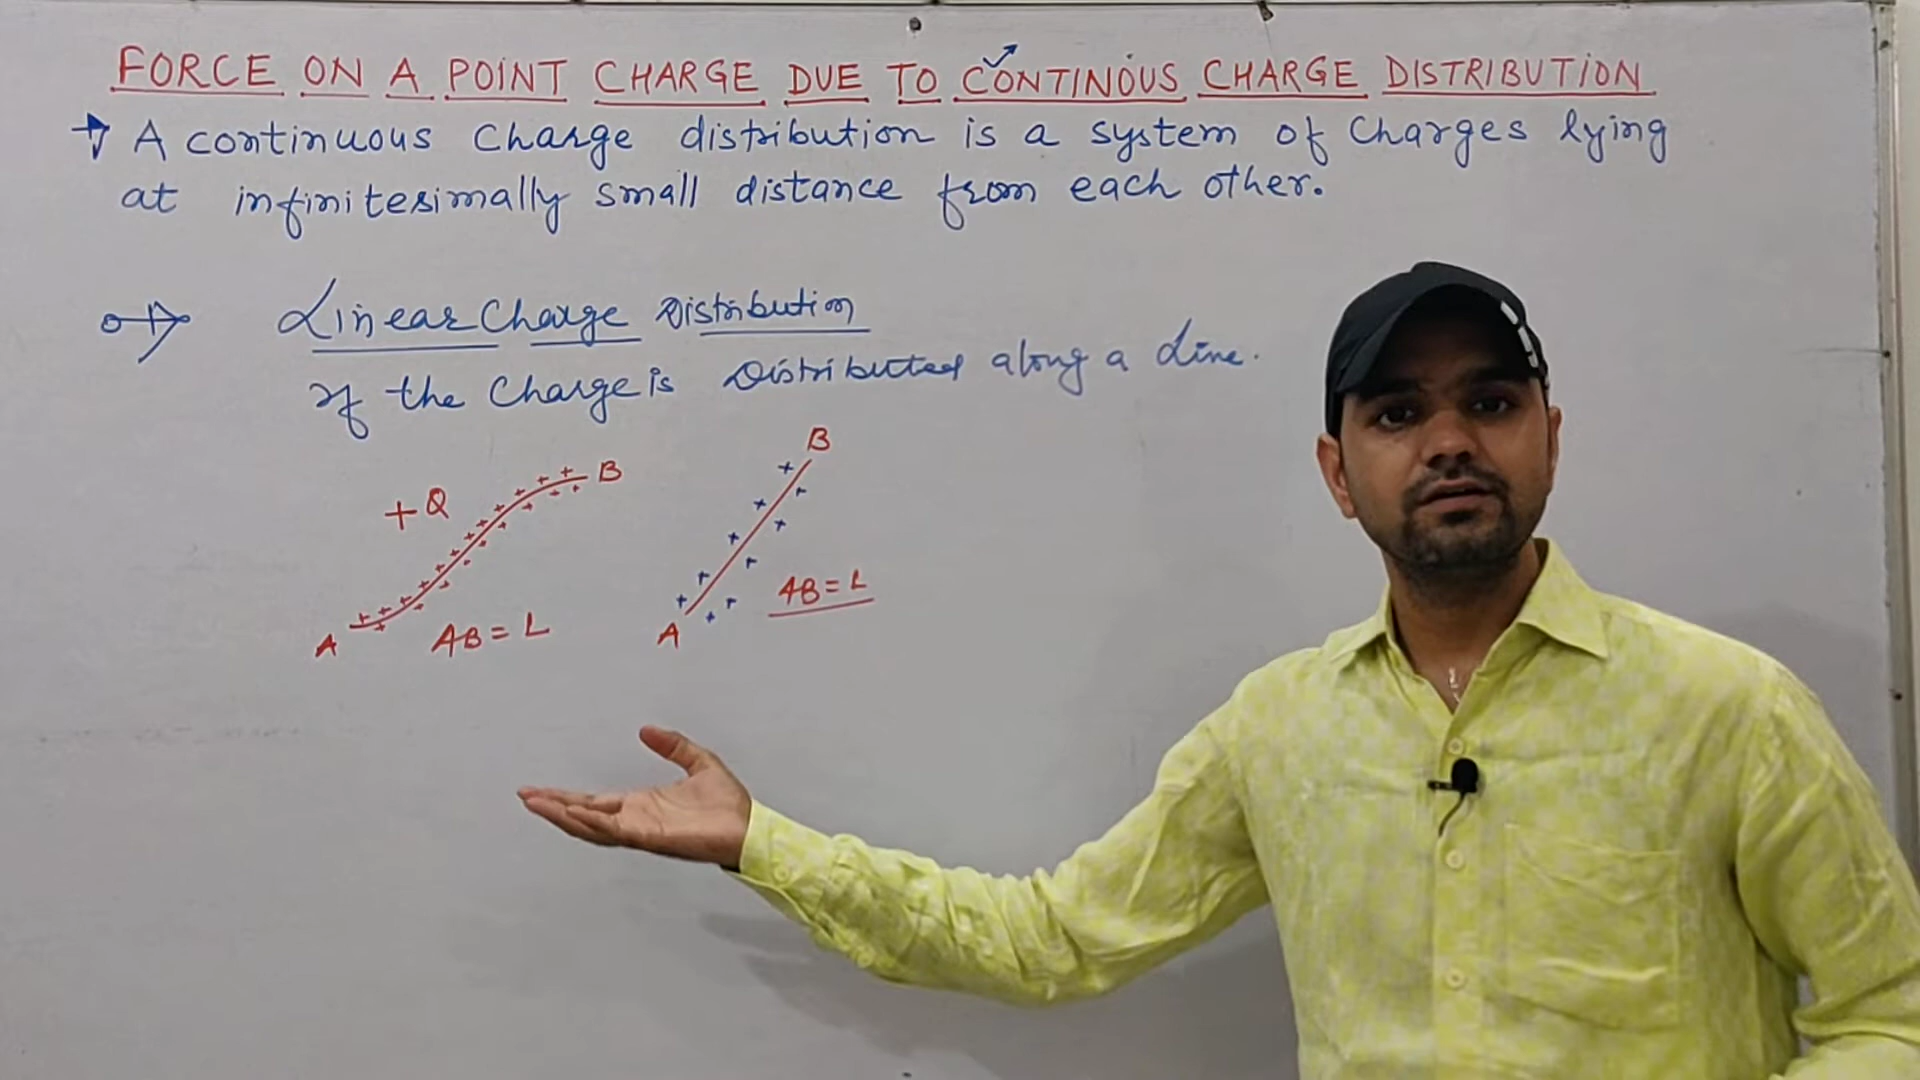 FORCE ON A POINT CHARGE DUE TO CONTINOUS CHARGE DISTRIBUTION
A continuous Charge distribution is a system of Charges lying
at infinitesimally small distance from each other.
Linear Charge Distribution
If the Charge is Distributed along a Line.
B
+Q
B
AB = L
A
AB = L
A